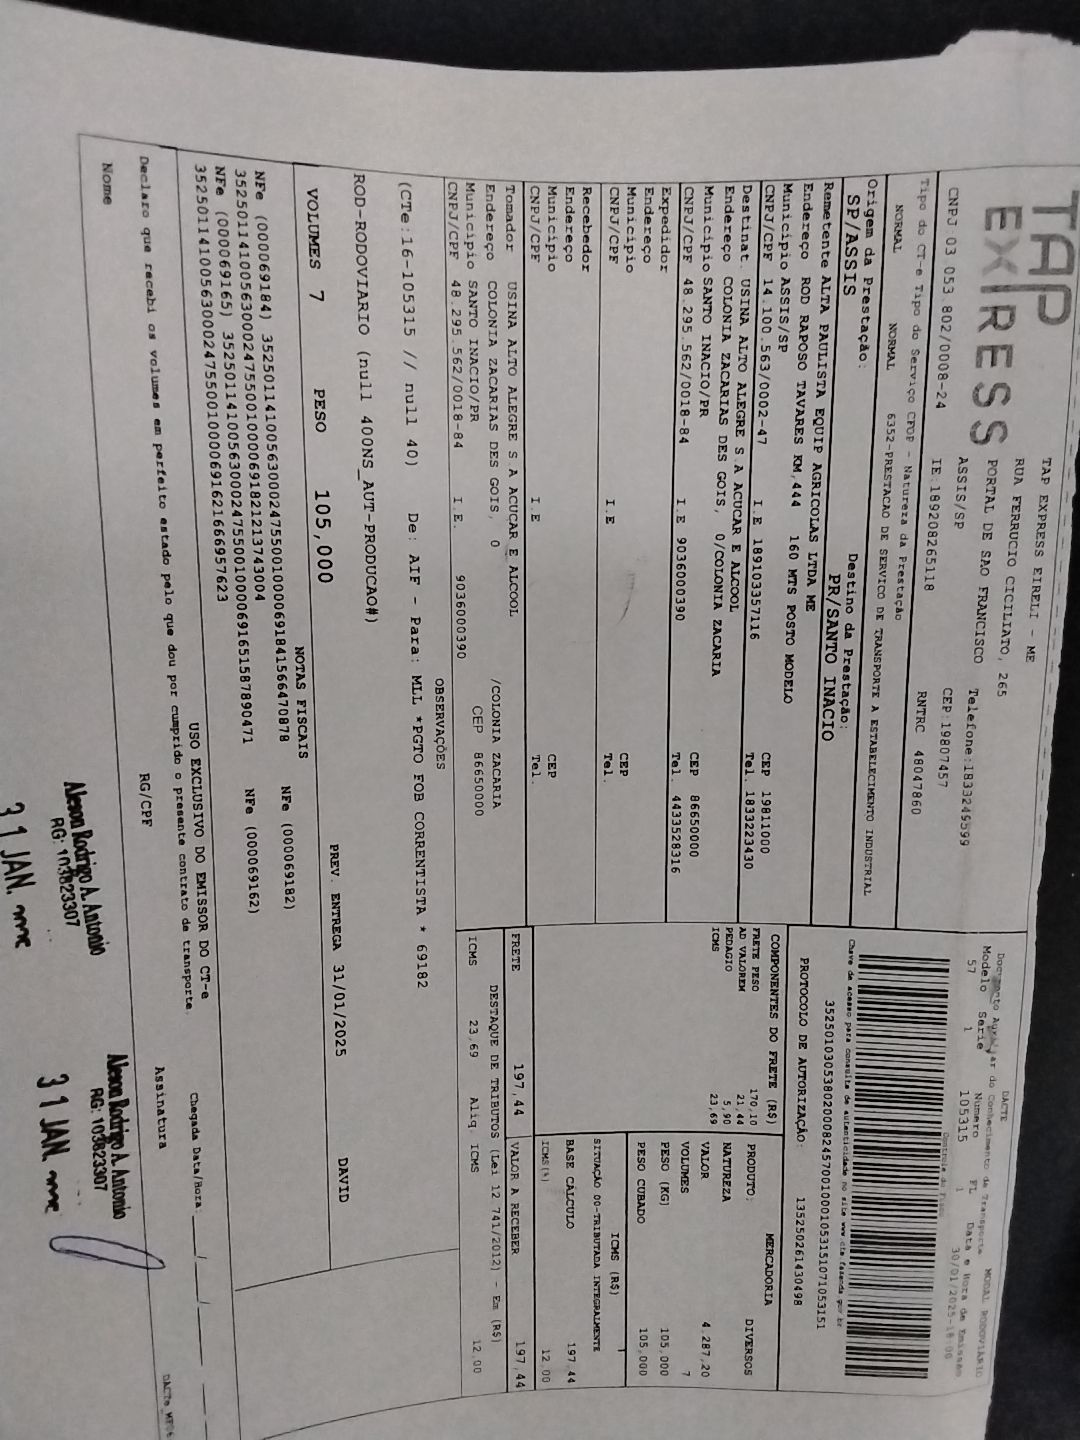 TAP
EXPRESS
TAP EXPRESS EIRELI - ME
RUA FERRUCIO CICILIATO, 265
PORTAL DE SAO FRANCISCO Telefone:1833249599
ASSIS/SP CEP:19807457
CNPJ 03 053.802/0008-24 IE:189208265118 RNTRC 48047860
DACTE MODAL RODOVIARIO
Documento Auxiliar do Conhecimento de Transporte
Modelo Serie Número FL Data e Hora de Emissão
57 1 105315 1 30/01/2025-18:00
Controle do Fisco
Chave de acesso para consulta de autenticidade no site www.cte.fazenda.gov.br
PROTOCOLO DE AUTORIZAÇÃO: 135250261430498
Tipo do CT-e Tipo do Serviço CFOP - Natureza da Prestação
NORMAL NORMAL 6352-PRESTACAO DE SERVICO DE TRANSPORTE A ESTABELECIMENTO INDUSTRIAL
Origem da Prestação: Destino da Prestação:
SP/ASSIS PR/SANTO INACIO
Remetente ALTA PAULISTA EQUIP AGRICOLAS LTDA ME
Endereço ROD RAPOSO TAVARES KM,444 160 MTS POSTO MODELO
Município ASSIS/SP CEP 19811000
CNPJ/CPF 14.100.563/0002-47 I.E 189103357116 Tel. 1833223430
Destinat. USINA ALTO ALEGRE S.A ACUCAR E ALCOOL
Endereço COLONIA ZACARIAS DES GOIS, 0/COLONIA ZACARIA
Município SANTO INACIO/PR CEP 86650000
CNPJ/CPF 48.295.562/0018-84 I.E 9036000390 Tel. 4433528316
Expedidor
Endereço
Município CEP
CNPJ/CPF I.E Tel.
Recebedor
Endereço
Município CEP
CNPJ/CPF I.E Tel.
Tomador USINA ALTO ALEGRE S A ACUCAR E ALCOOL
Endereço COLONIA ZACARIAS DES GOIS, 0 /COLONIA ZACARIA
Município SANTO INACIO/PR CEP 86650000
CNPJ/CPF 48.295.562/0018-84 I.E. 9036000390
COMPONENTES DO FRETE (R$)
FRETE PESO 170,10
AD VALOREM 21,44
PEDAGIO 5,90
ICMS 23,69
MERCADORIA
PRODUTO: DIVERSOS
NATUREZA
VALOR 4.287,20
VOLUMES 7
PESO (KG) 105,000
PESO CUBADO 105,000
ICMS (R$)
SITUAÇÃO 00-TRIBUTADA INTEGRALMENTE
BASE CÁLCULO 197,44
ICMS(%) 12,00
FRETE 197,44 VALOR A RECEBER 197,44
DESTAQUE DE TRIBUTOS (Lei 12 741/2012) - Em (R$)
ICMS 23,69 Aliq. ICMS 12,00
OBSERVAÇÕES
(CTe:16-105315 // null 40) De: AIF - Para: MLL *PGTO FOB CORRENTISTA * 69182
ROD-RODOVIARIO (null 400NS_AUT-PRODUCAO#)
VOLUMES 7 PESO 105,000 PREV. ENTREGA 31/01/2025 DAVID
NOTAS FISCAIS
NFe (000069184) NFe (000069182)
NFe (000069165) NFe (000069162)
USO EXCLUSIVO DO EMISSOR DO CT-e
Declaro que recebi os volumes em perfeito estado pelo que dou por cumprido o presente contrato de transporte.
Chegada Data/Hora: / /
Nome RG/CPF Assinatura
Aleson Rodrigo A. Antonio
RG: 103823307
31 JAN.
Aleson Rodrigo A. Antonio
RG: 103823307
31 JAN.